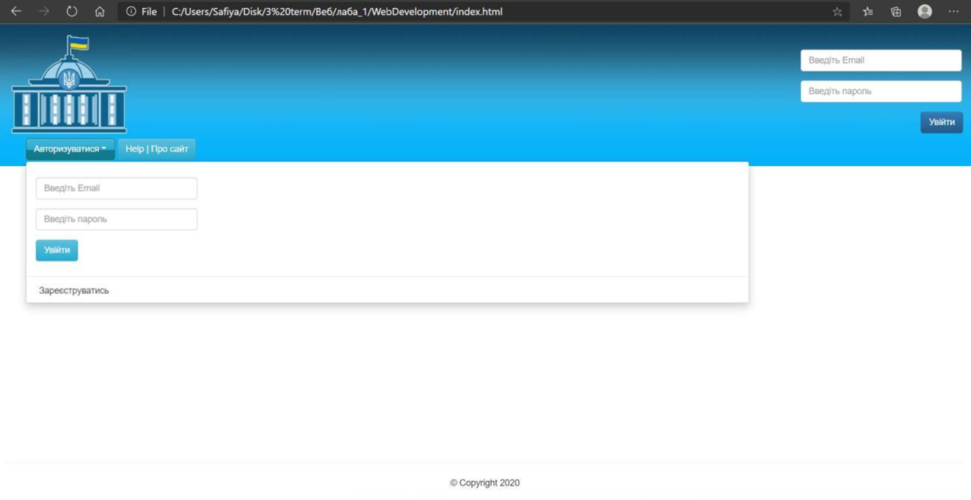 File | C:/Users/Safiya/Disk/3%20term/Веб/лаба_1/WebDevelopment/index.html
Введіть Email
Введіть пароль
Увійти
Авторизуватися Help | Про сайт
Введіть Email
Введіть пароль
Увійти
Зареєструватись
© Copyright 2020